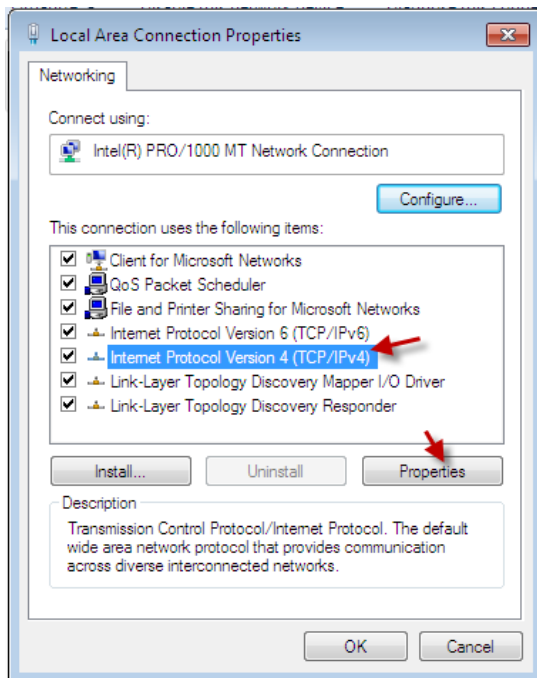 Local Area Connection Properties
Networking
Connect using:
Intel(R) PRO/1000 MT Network Connection
Configure...
This connection uses the following items:
Client for Microsoft Networks
QoS Packet Scheduler
File and Printer Sharing for Microsoft Networks
Internet Protocol Version 6 (TCP/IPv6)
Internet Protocol Version 4 (TCP/IPv4)
Link-Layer Topology Discovery Mapper I/O Driver
Link-Layer Topology Discovery Responder
Install...
Uninstall
Properties
Description
Transmission Control Protocol/Internet Protocol. The default
wide area network protocol that provides communication
across diverse interconnected networks.
OK
Cancel